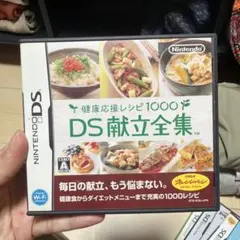 Nintendo
NINTENDO DS
健康応援レシピ1000
DS献立全集
毎日の献立、もう悩まない。
健康食からダイエットメニューまで充実の1000レシピ
Wi-Fi
A